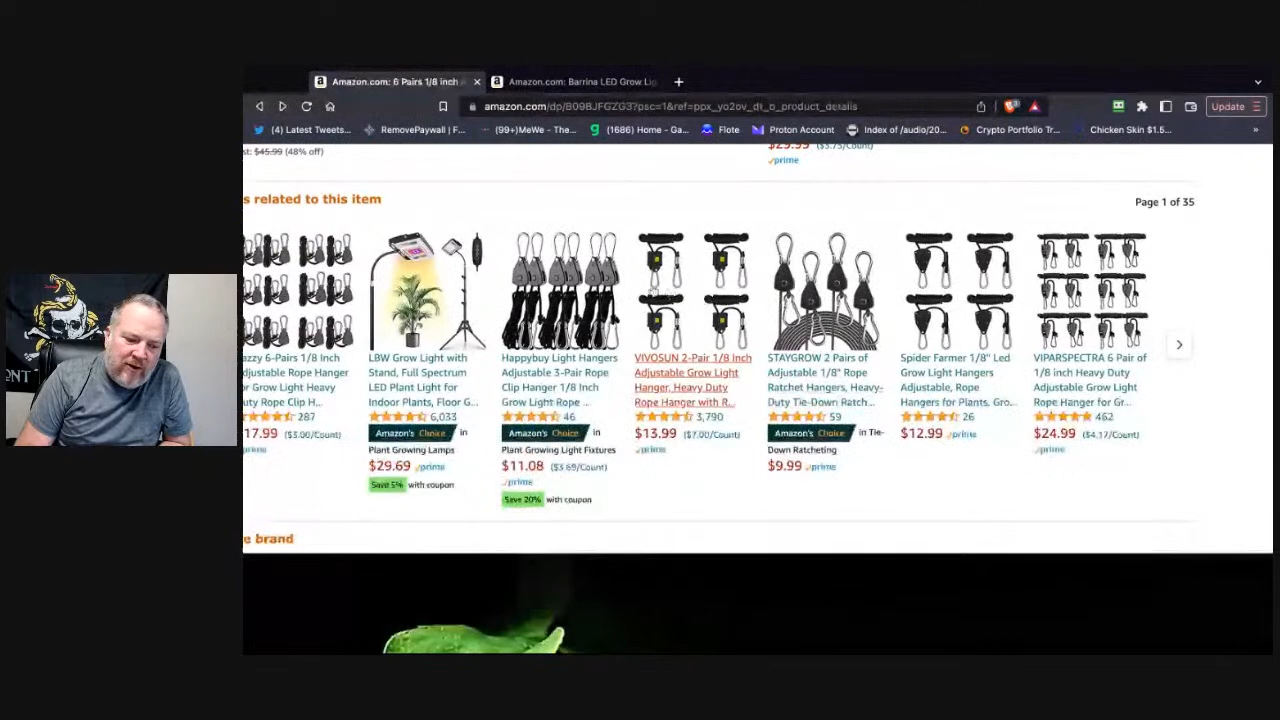 Amazon.com: 6 Pairs 1/8 inch
Amazon.com: Barrina LED Grow Lig
amazon.com/dp/B09BJFGZG3?psc=1&ref=ppx_yo2ov_dt_b_product_details
Update
(4) Latest Tweets...
RemovePaywall | F...
(99+)MeWe - The...
(1686) Home - Ga...
Flote
Proton Account
Index of /audio/20...
Crypto Portfolio Tr...
Chicken Skin $1.5...
»
st: $45.99 (48% off)
$29.99 ($3.75/Count)
prime
s related to this item
Page 1 of 35
azzy 6-Pairs 1/8 Inch
djustable Rope Hanger
or Grow Light Heavy
uty Rope Clip H...
287
$17.99 ($3.00/Count)
prime
LBW Grow Light with
Stand, Full Spectrum
LED Plant Light for
Indoor Plants, Floor G...
6,033
Amazon's Choice in
Plant Growing Lamps
$29.69 prime
Save 5% with coupon
Happybuy Light Hangers
Adjustable 3-Pair Rope
Clip Hanger 1/8 Inch
Grow Light Rope ...
46
Amazon's Choice in
Plant Growing Light Fixtures
$11.08 ($3.69/Count)
prime
Save 20% with coupon
VIVOSUN 2-Pair 1/8 Inch
Adjustable Grow Light
Hanger, Heavy Duty
Rope Hanger with R...
3,790
$13.99 ($7.00/Count)
prime
STAYGROW 2 Pairs of
Adjustable 1/8" Rope
Ratchet Hangers, Heavy-
Duty Tie-Down Ratch...
59
Amazon's Choice in Tie-
Down Ratcheting
$9.99 prime
Spider Farmer 1/8" Led
Grow Light Hangers
Adjustable, Rope
Hangers for Plants, Gro...
26
$12.99 prime
VIPARSPECTRA 6 Pair of
1/8 inch Heavy Duty
Adjustable Grow Light
Rope Hanger for Gr...
462
$24.99 ($4.17/Count)
prime
e brand